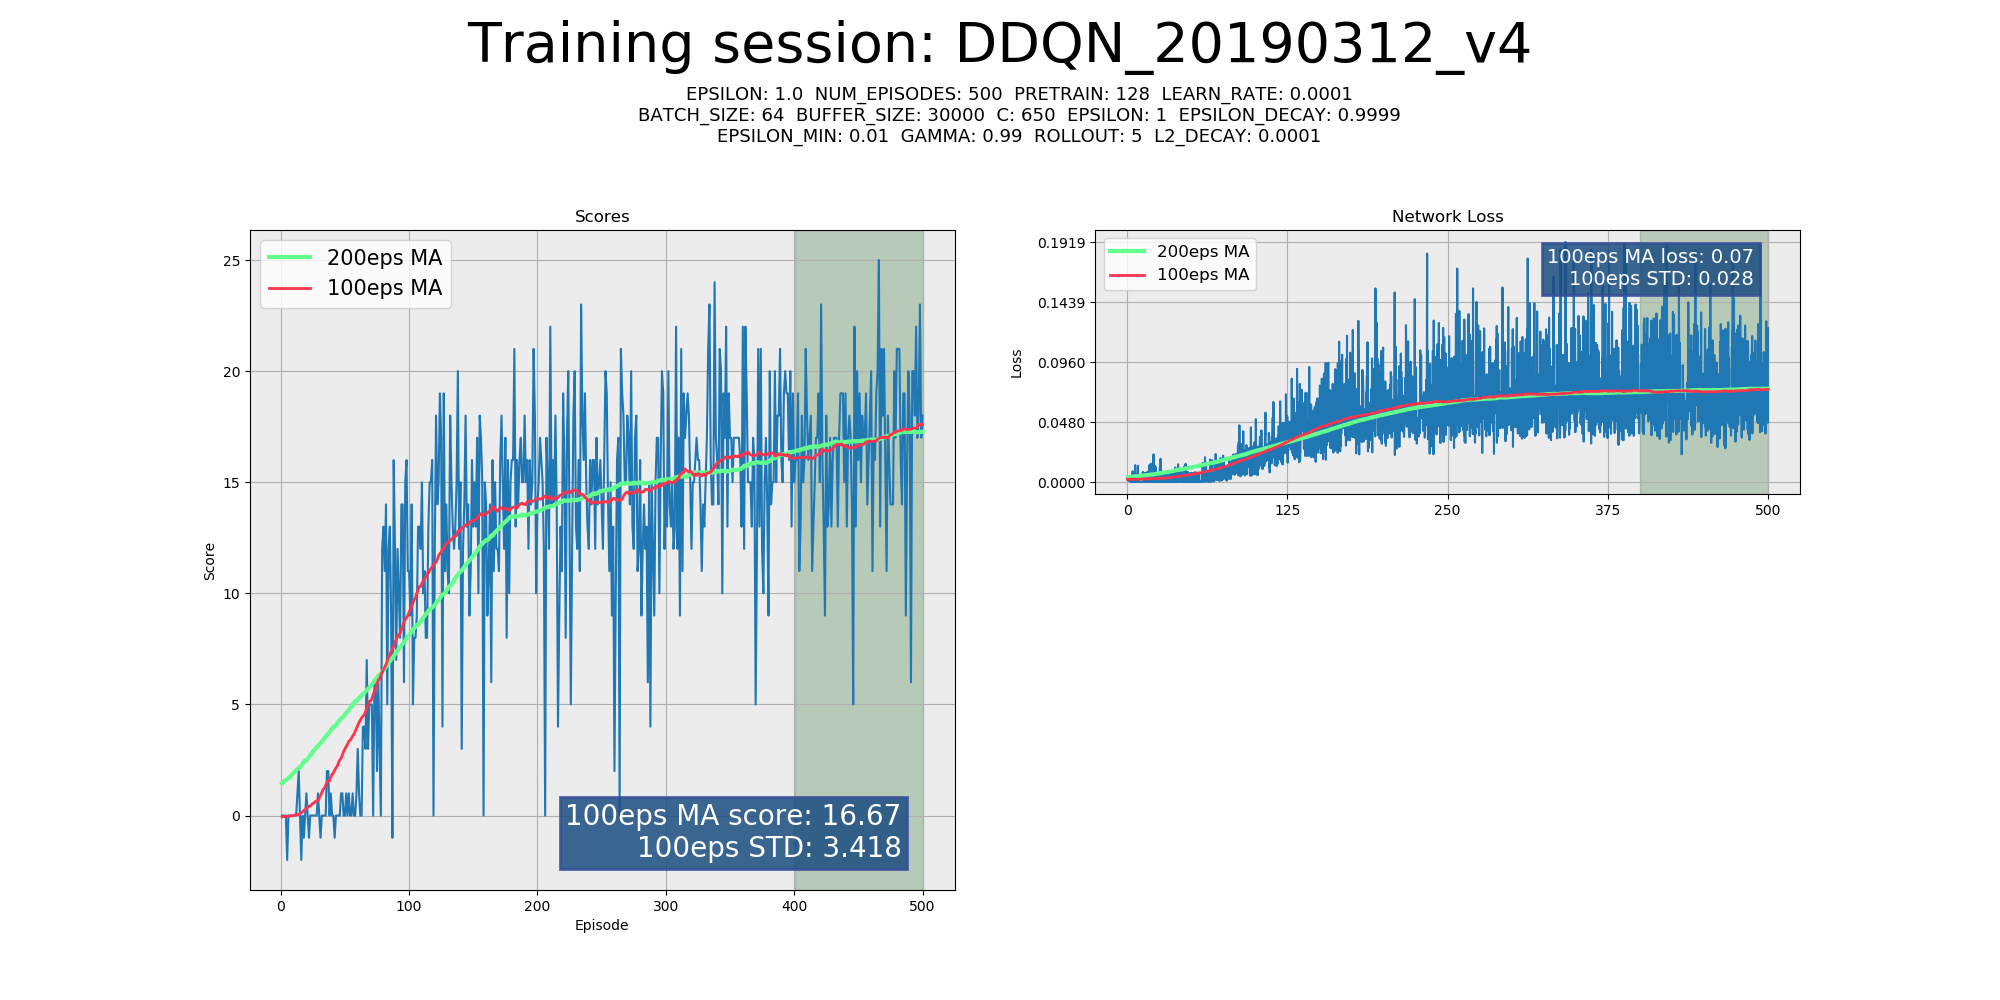 Training session: DDQN_20190312_v4
EPSILON: 1.0  NUM_EPISODES: 500  PRETRAIN: 128  LEARN_RATE: 0.0001
BATCH_SIZE: 64  BUFFER_SIZE: 30000  C: 650  EPSILON: 1  EPSILON_DECAY: 0.9999
EPSILON_MIN: 0.01  GAMMA: 0.99  ROLLOUT: 5  L2_DECAY: 0.0001
Scores
200eps MA
100eps MA
25
20
15
10
5
0
Score
100eps MA score: 16.67
100eps STD: 3.418
0 100 200 300 400 500
Episode
Network Loss
200eps MA
100eps MA
100eps MA loss: 0.07
100eps STD: 0.028
0.1919
0.1439
0.0960
0.0480
0.0000
Loss
0 125 250 375 500